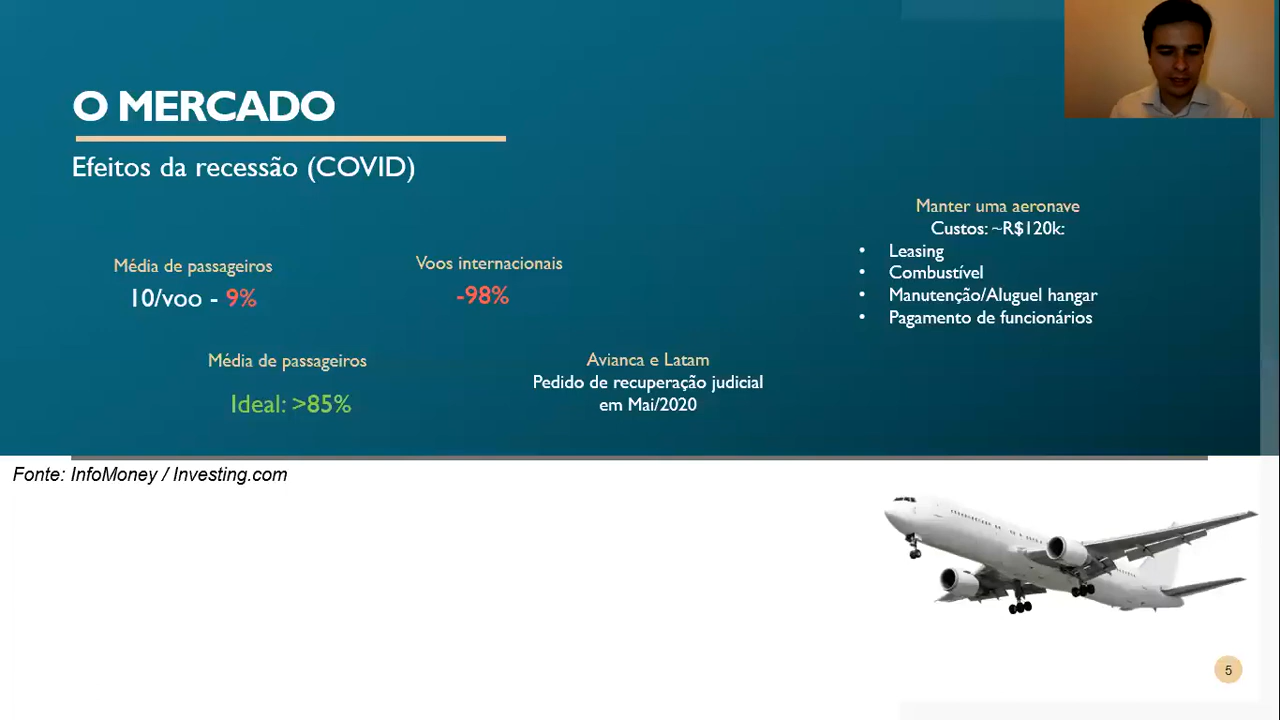 O MERCADO
Efeitos da recessão (COVID)
Média de passageiros
10/voo - 9%
Voos internacionais
-98%
Média de passageiros
Ideal: >85%
Avianca e Latam
Pedido de recuperação judicial
em Mai/2020
Manter uma aeronave
Custos: ~R$120k:
• Leasing
• Combustível
• Manutenção/Aluguel hangar
• Pagamento de funcionários
Fonte: InfoMoney / Investing.com
5